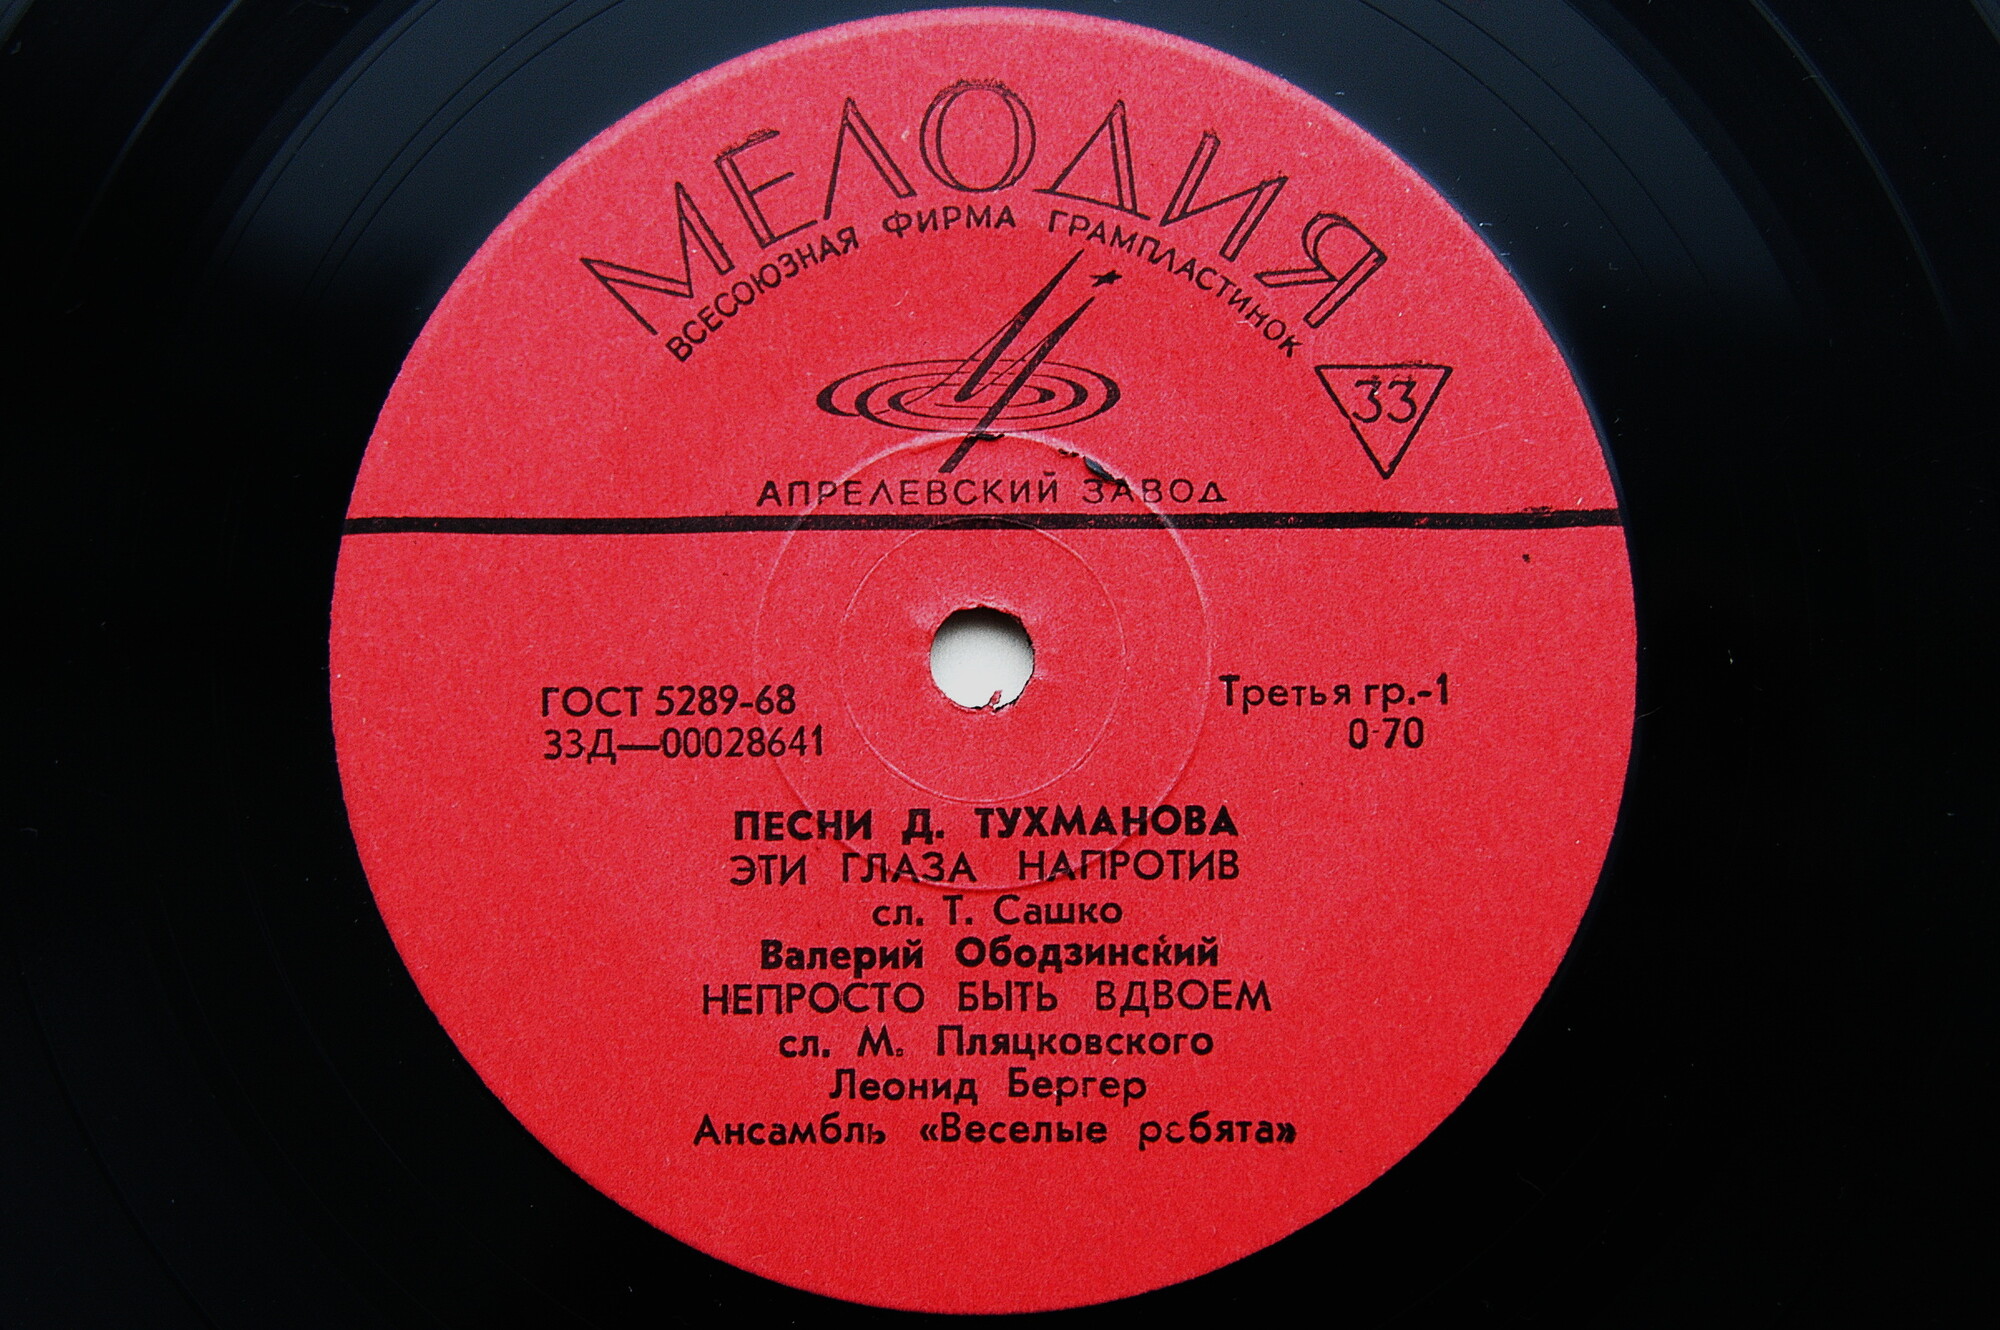 МЕЛОДИЯ
ВСЕСОЮЗНАЯ ФИРМА ГРАМПЛАСТИНОК
33
АПРЕЛЕВСКИЙ ЗАВОД
ГОСТ 5289-68
33Д—00028641
Третья гр.-1
0-70
ПЕСНИ Д. ТУХМАНОВА
ЭТИ ГЛАЗА НАПРОТИВ
сл. Т. Сашко
Валерий Ободзинский
НЕПРОСТО БЫТЬ ВДВОЕМ
сл. М. Пляцковского
Леонид Бергер
Ансамбль «Веселые ребята»